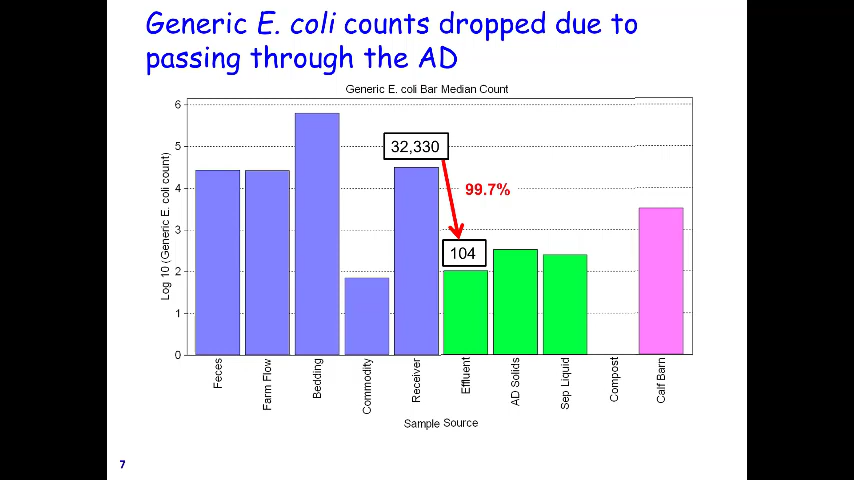 Generic E. coli counts dropped due to
passing through the AD
Generic E. coli Bar Median Count
Log 10 (Generic E. coli count)
6
5
4
3
2
1
0
32,330
99.7%
104
Feces
Farm Flow
Bedding
Commodity
Receiver
Effluent
AD Solids
Sep Liquid
Compost
Calf Barn
Sample Source
7